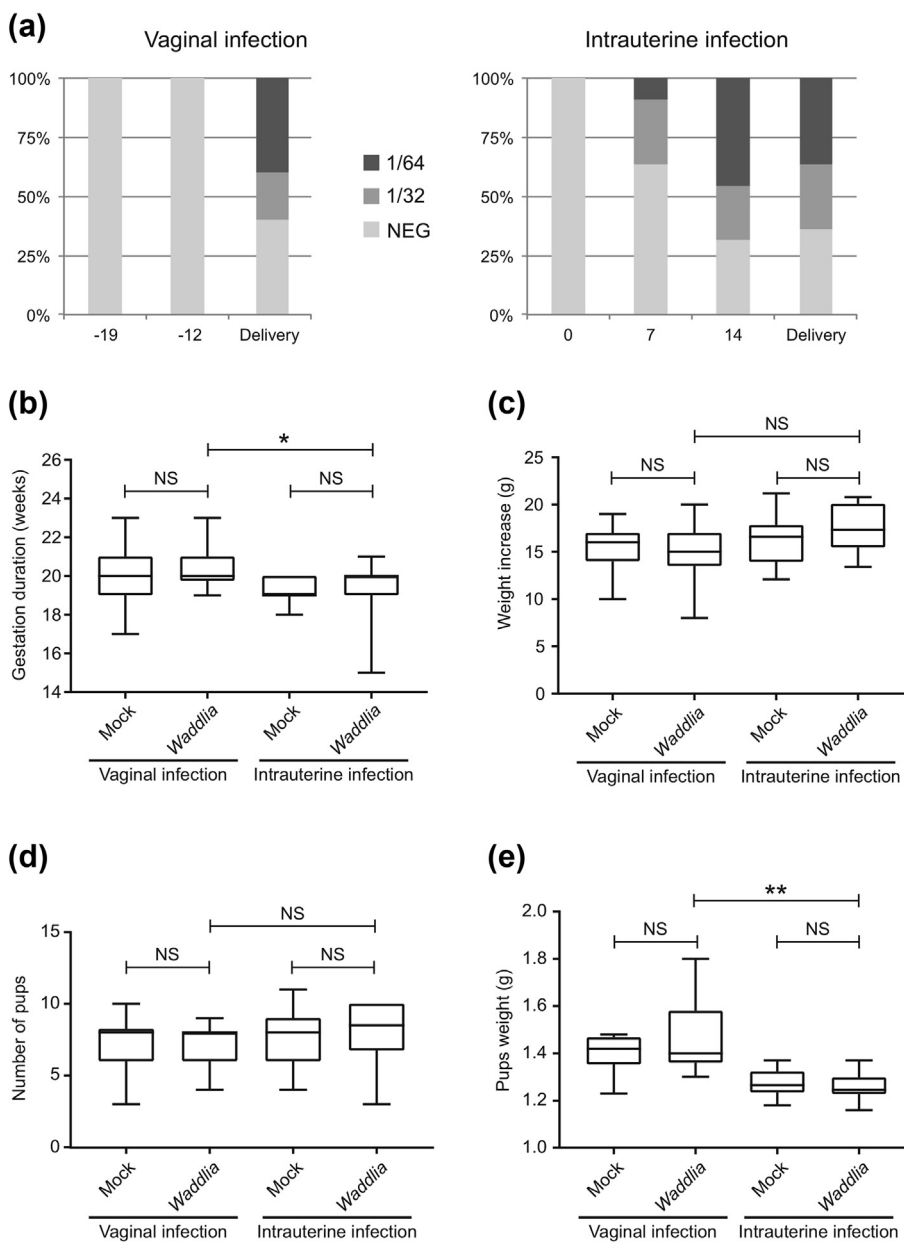 (a)
Vaginal infection
100%
75%
50%
25%
0%
-19
-12
Delivery
1/64
1/32
NEG
Intrauterine infection
100%
75%
50%
25%
0%
0
7
14
Delivery
(b)
Gestation duration (weeks)
26
24
22
20
18
16
14
NS
*
NS
Mock
Waddlia
Mock
Waddlia
Vaginal infection
Intrauterine infection
(c)
Weight increase (g)
25
20
15
10
5
0
NS
NS
NS
Mock
Waddlia
Mock
Waddlia
Vaginal infection
Intrauterine infection
(d)
Number of pups
15
10
5
0
NS
NS
NS
Mock
Waddlia
Mock
Waddlia
Vaginal infection
Intrauterine infection
(e)
Pups weight (g)
2.0
1.8
1.6
1.4
1.2
1.0
**
NS
NS
Mock
Waddlia
Mock
Waddlia
Vaginal infection
Intrauterine infection